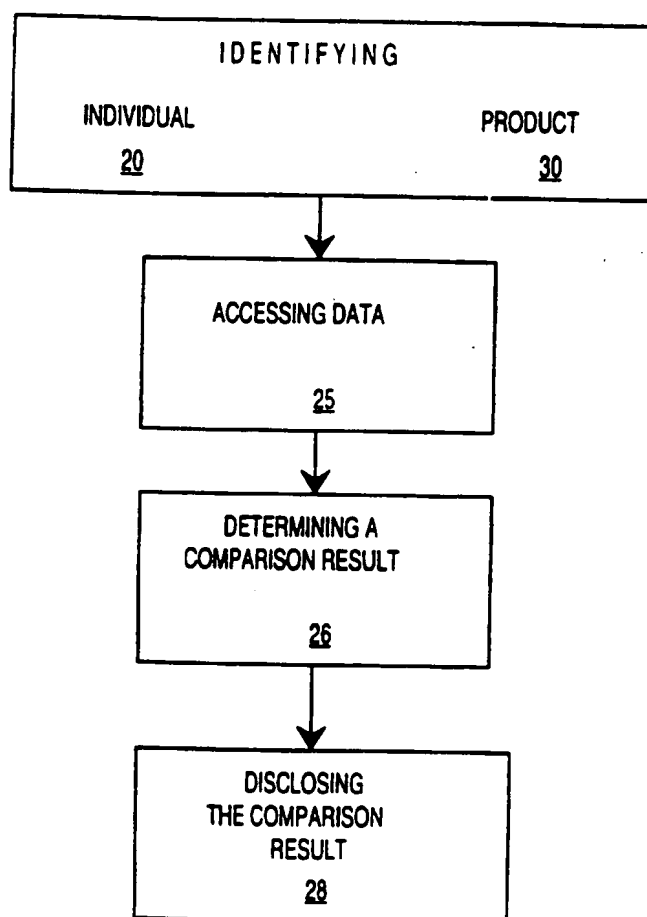 IDENTIFYING
INDIVIDUAL
20
PRODUCT
30
ACCESSING DATA
25
DETERMINING A
COMPARISON RESULT
26
DISCLOSING
THE COMPARISON
RESULT
28